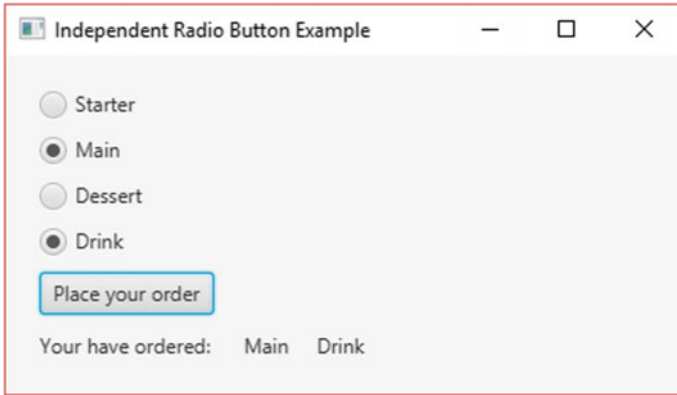 Independent Radio Button Example
Starter
Main
Dessert
Drink
Place your order
Your have ordered: Main Drink